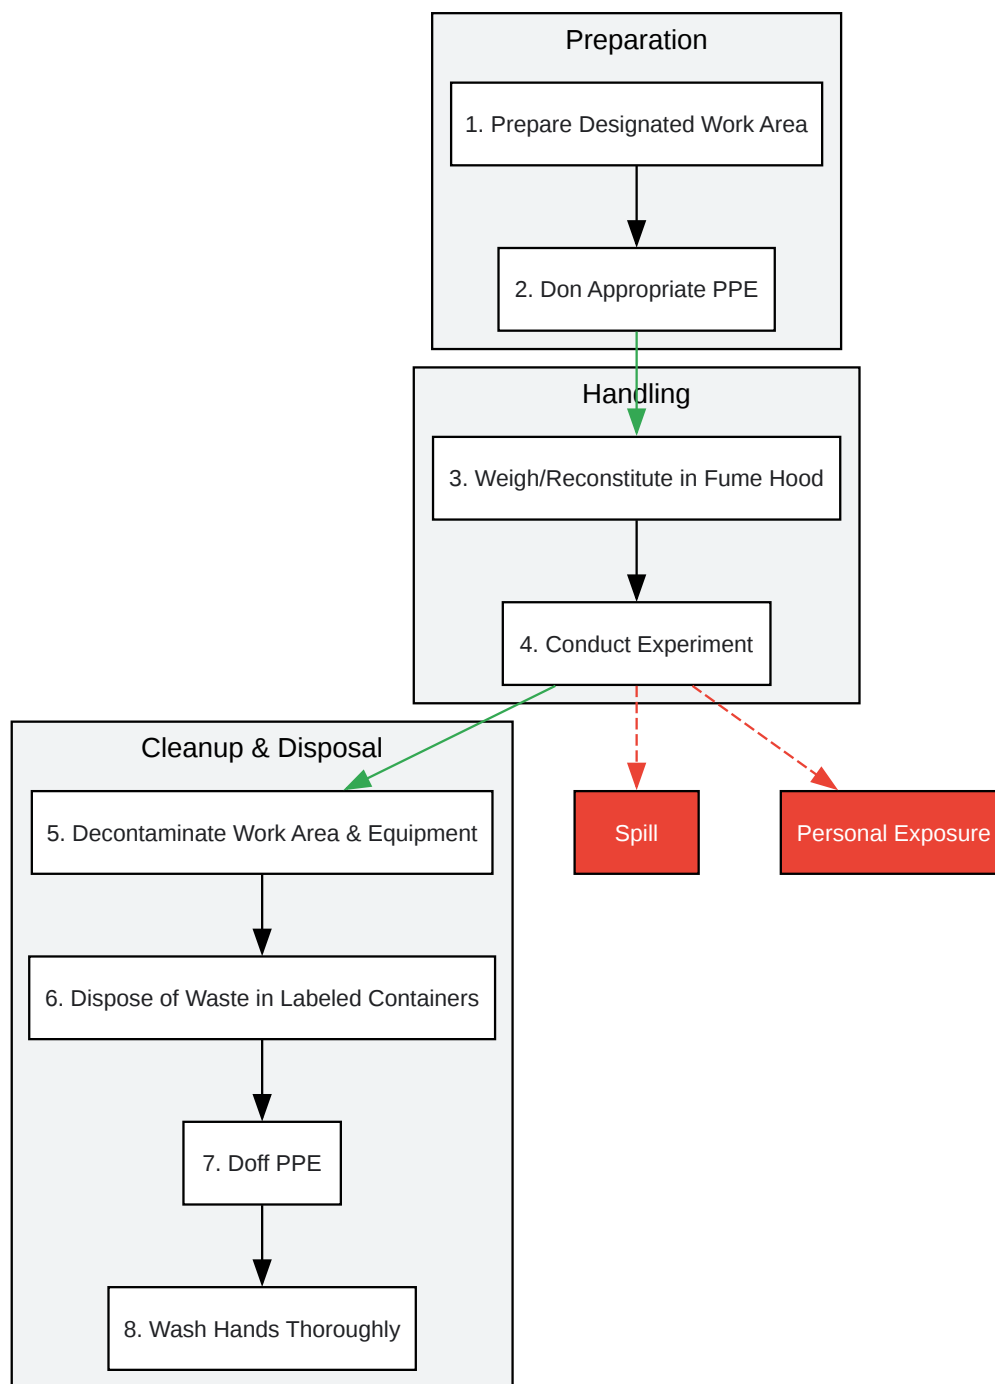 Preparation
1. Prepare Designated Work Area
2. Don Appropriate PPE
Handling
3. Weigh/Reconstitute in Fume Hood
4. Conduct Experiment
Cleanup & Disposal
5. Decontaminate Work Area & Equipment
Spill
Personal Exposure
6. Dispose of Waste in Labeled Containers
7. Doff PPE
8. Wash Hands Thoroughly